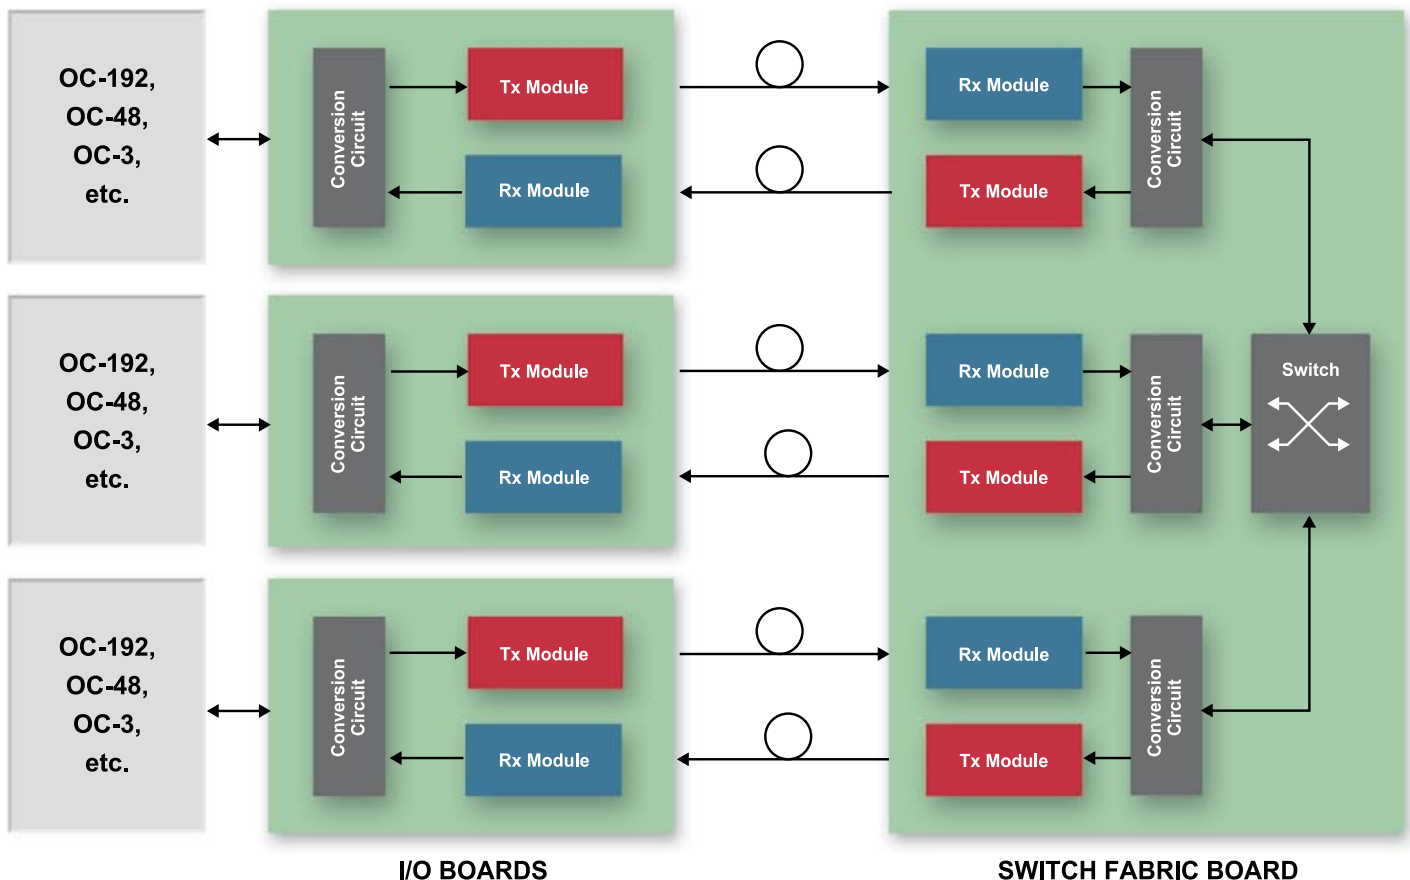 OC-192,
OC-48,
OC-3,
etc.
Conversion
Circuit
Tx Module
Rx Module
Rx Module
Tx Module
Conversion
Circuit
OC-192,
OC-48,
OC-3,
etc.
Conversion
Circuit
Tx Module
Rx Module
Rx Module
Tx Module
Conversion
Circuit
Switch
OC-192,
OC-48,
OC-3,
etc.
Conversion
Circuit
Tx Module
Rx Module
Rx Module
Tx Module
Conversion
Circuit
I/O BOARDS
SWITCH FABRIC BOARD